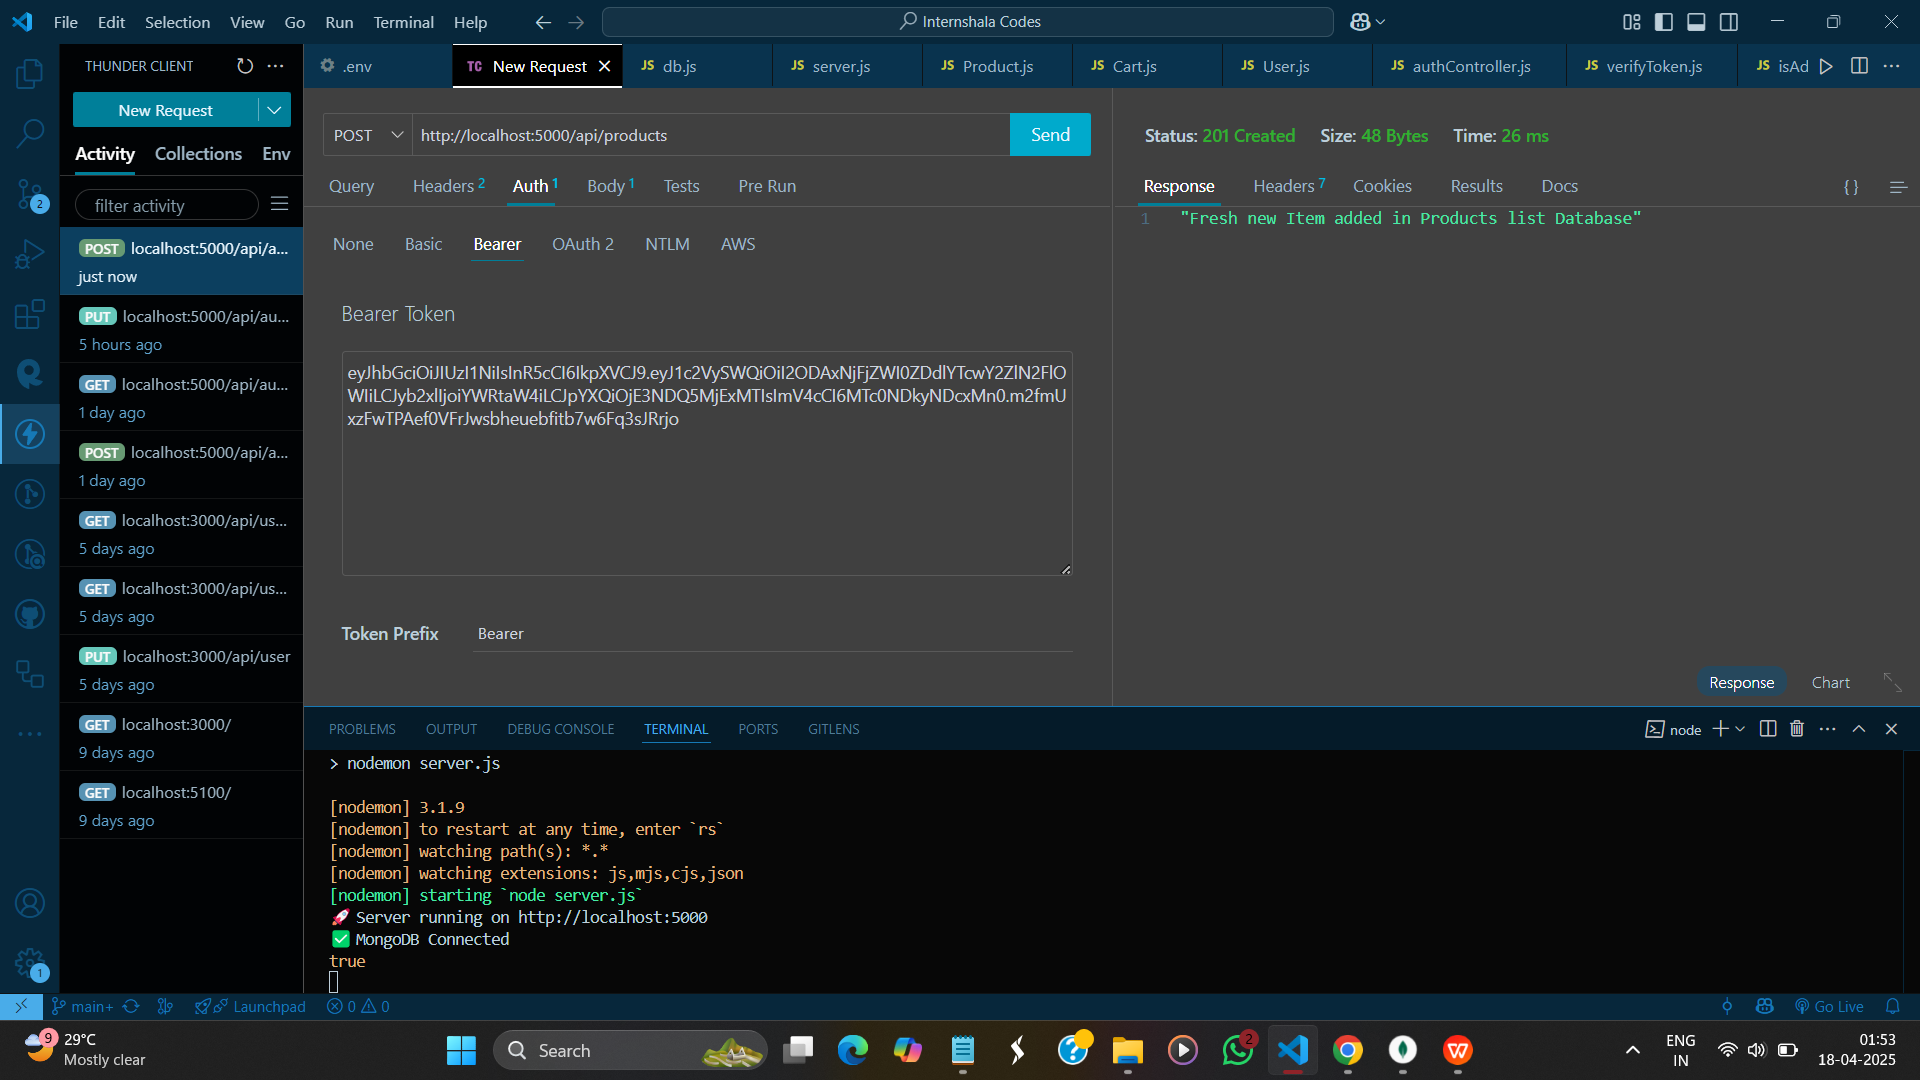 File Edit Selection View Go Run Terminal Help
Internshala Codes
THUNDER CLIENT
New Request
Activity Collections Env
filter activity
POST localhost:5000/api/a...
just now
PUT localhost:5000/api/au...
5 hours ago
GET localhost:5000/api/au...
1 day ago
POST localhost:5000/api/a...
1 day ago
GET localhost:3000/api/us...
5 days ago
GET localhost:3000/api/us...
5 days ago
PUT localhost:3000/api/user
5 days ago
GET localhost:3000/
9 days ago
GET localhost:5100/
9 days ago
.env
TC New Request
JS db.js
JS server.js
JS Product.js
JS Cart.js
JS User.js
JS authController.js
JS verifyToken.js
JS isAd
POST http://localhost:5000/api/products Send
Query Headers 2 Auth 1 Body 1 Tests Pre Run
None Basic Bearer OAuth 2 NTLM AWS
Bearer Token
Token Prefix Bearer
Status: 201 Created Size: 48 Bytes Time: 26 ms
Response Headers 7 Cookies Results Docs { }
1 "Fresh new Item added in Products list Database"
Response Chart
PROBLEMS OUTPUT DEBUG CONSOLE TERMINAL PORTS GITLENS
node
> nodemon server.js
[nodemon] 3.1.9
[nodemon] to restart at any time, enter `rs`
[nodemon] watching path(s): *.*
[nodemon] watching extensions: js,mjs,cjs,json
[nodemon] starting `node server.js`
🚀 Server running on http://localhost:5000
✅ MongoDB Connected
true
2
1
main+ Launchpad 0 0 Go Live
9
29°C
Mostly clear
Search
2
ENG
IN
01:53
18-04-2025